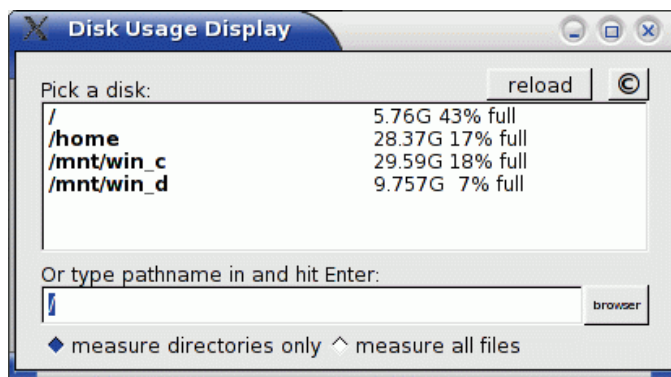 Disk Usage Display
Pick a disk:
reload
©
/ 5.76G 43% full
/home 28.37G 17% full
/mnt/win_c 29.59G 18% full
/mnt/win_d 9.757G 7% full
Or type pathname in and hit Enter:
/
browser
measure directories only measure all files